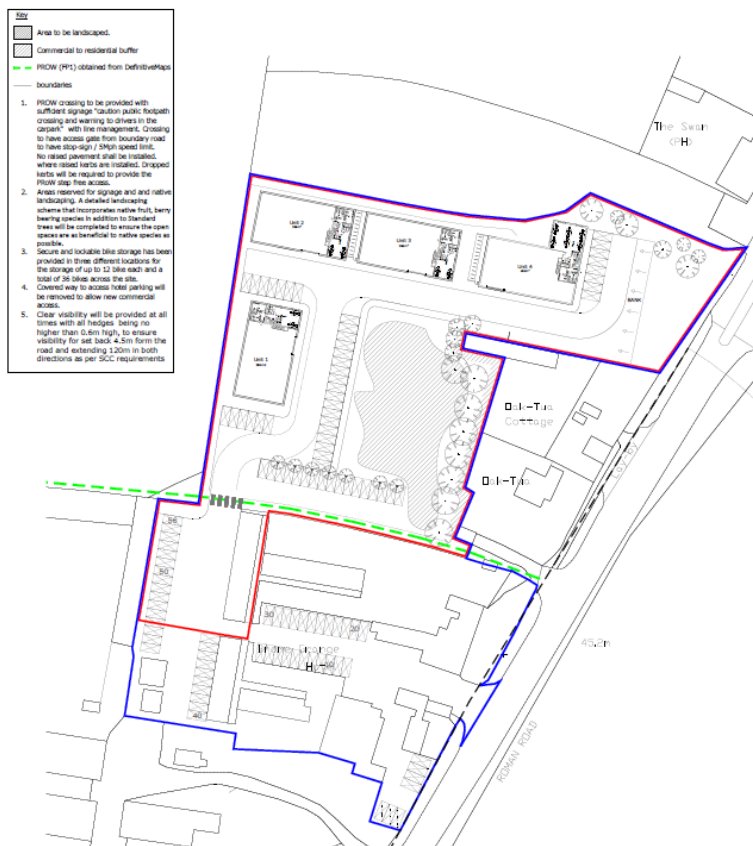 Key
Area to be landscaped.
Commercial to residential buffer
PROW (FP1) obtained from DefinitiveMaps
boundaries
1. PROW crossing to be provided with
sufficient signage "caution public footpath
crossing and warning to drivers in the
carpark" with line management. Crossing
to have access gate from boundary road
to have stop-sign / 5Mph speed limit.
No raised pavement shall be installed,
where raised kerbs are installed. Dropped
kerbs will be required to provide the
PRoW step free access.
2. Areas reserved for signage and and native
landscaping. A detailed landscaping
scheme that incorporates native fruit, berry
bearing species in addition to Standard
trees will be completed to ensure the open
spaces are as beneficial to native species as
possible.
3. Secure and lockable bike storage has been
provided in three different locations for
the storage of up to 12 bike each and a
total of 36 bikes across the site.
4. Covered way to access hotel parking will
be removed to allow new commercial
access.
5. Clear visibility will be provided at all
times with all hedges being no
higher than 0.6m high, to ensure
visibility for set back 4.5m form the
road and extending 120m in both
directions as per SCC requirements
The Swan
(PH)
Unit 2
Unit 3
Unit 4
BANK
Unit 1
Oak-Tua
Cottage
Oak-Tua
Lay-by
56
50
30
20
Grange
40
45.2m
ROMAN ROAD